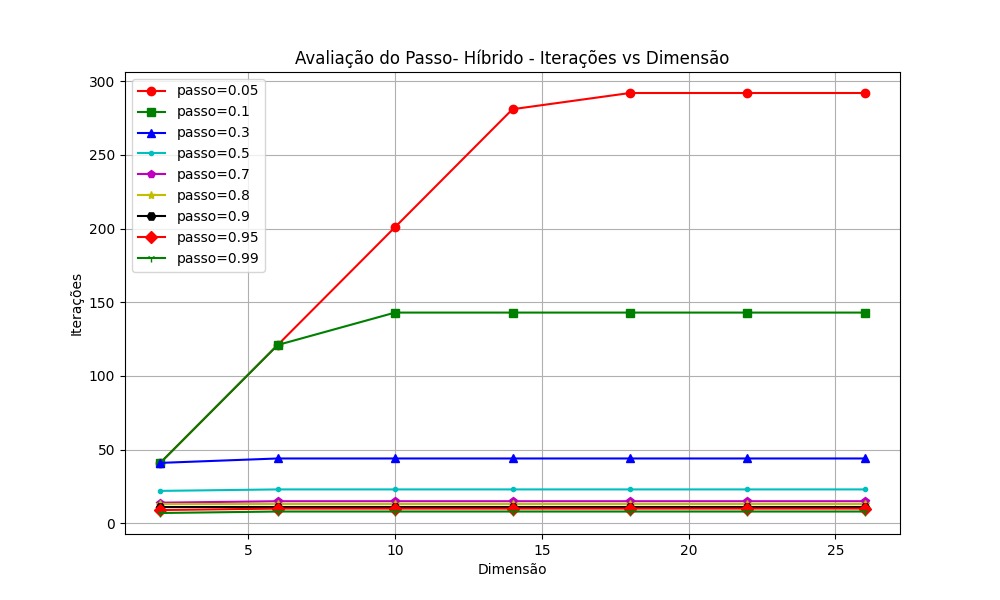 Avaliação do Passo- Híbrido - Iterações vs Dimensão
300
250
200
150
100
50
0
Iterações
passo=0.05
passo=0.1
passo=0.3
passo=0.5
passo=0.7
passo=0.8
passo=0.9
passo=0.95
passo=0.99
5
10
15
20
25
Dimensão